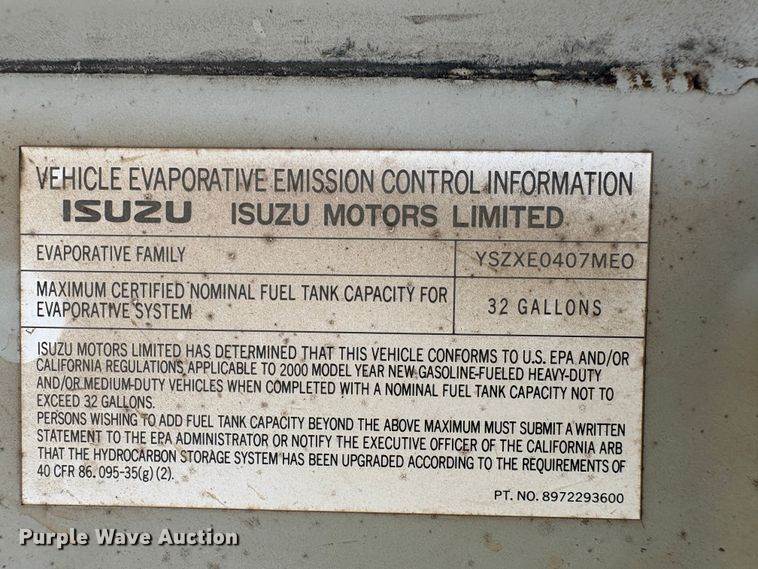 VEHICLE EVAPORATIVE EMISSION CONTROL INFORMATION
ISUZU ISUZU MOTORS LIMITED
EVAPORATIVE FAMILY YSZXE0407MEO
MAXIMUM CERTIFIED NOMINAL FUEL TANK CAPACITY FOR
EVAPORATIVE SYSTEM 32 GALLONS
ISUZU MOTORS LIMITED HAS DETERMINED THAT THIS VEHICLE CONFORMS TO U.S. EPA AND/OR
CALIFORNIA REGULATIONS, APPLICABLE TO 2000 MODEL YEAR NEW GASOLINE-FUELED HEAVY-DUTY
AND/OR MEDIUM-DUTY VEHICLES WHEN COMPLETED WITH A NOMINAL FUEL TANK CAPACITY NOT TO
EXCEED 32 GALLONS.
PERSONS WISHING TO ADD FUEL TANK CAPACITY BEYOND THE ABOVE MAXIMUM MUST SUBMIT A WRITTEN
STATEMENT TO THE EPA ADMINISTRATOR OR NOTIFY THE EXECUTIVE OFFICER OF THE CALIFORNIA ARB
THAT THE HYDROCARBON STORAGE SYSTEM HAS BEEN UPGRADED ACCORDING TO THE REQUIREMENTS OF
40 CFR 86. 095-35(g) (2).
PT. NO. 8972293600
Purple Wave Auction